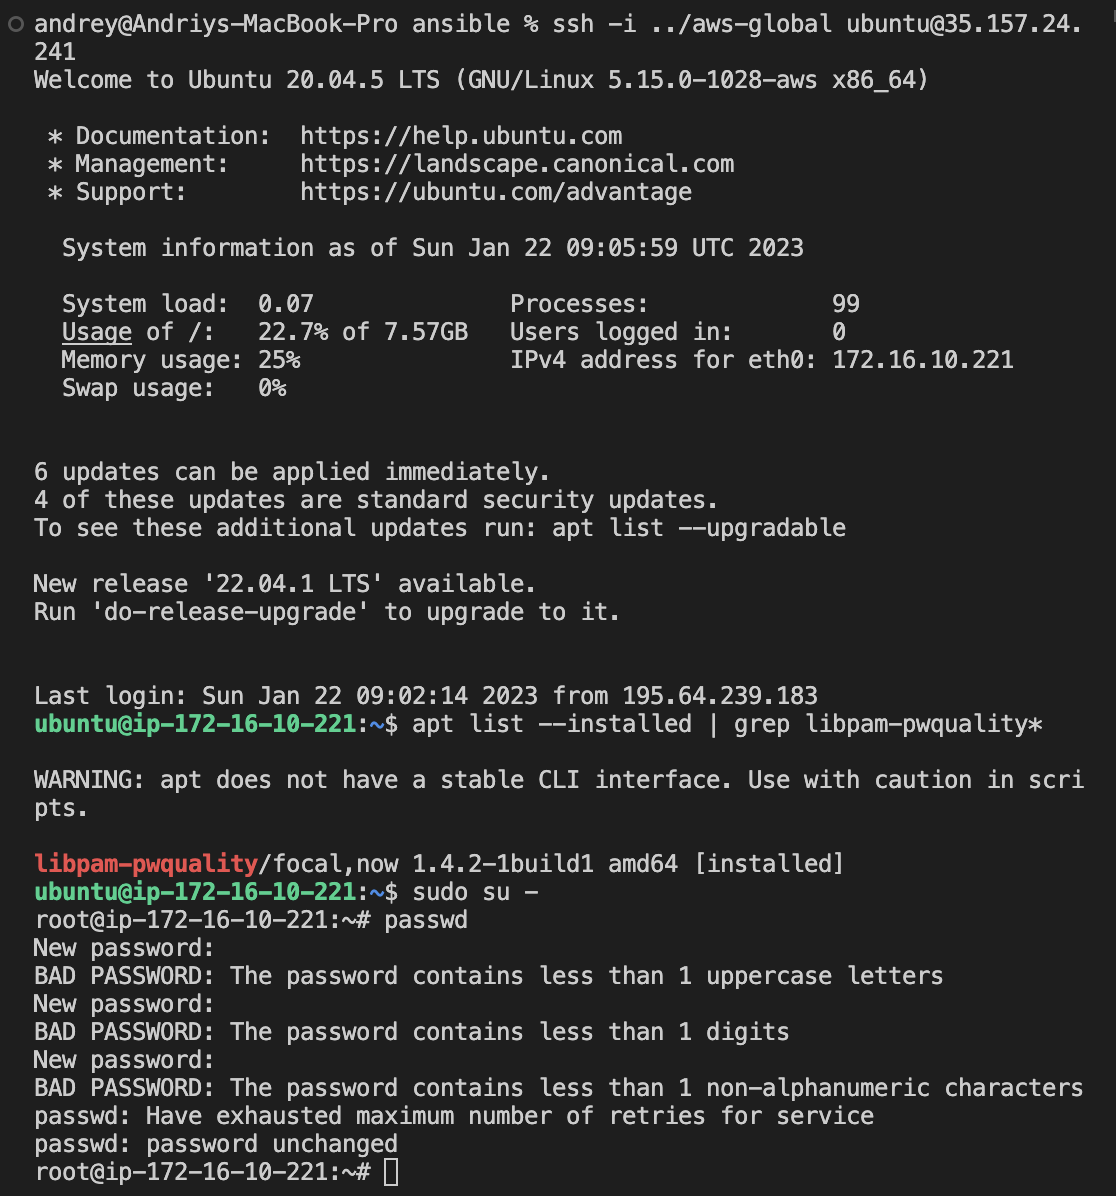 andrey@Andriys-MacBook-Pro ansible % ssh -i ../aws-global ubuntu@35.157.24.
241
Welcome to Ubuntu 20.04.5 LTS (GNU/Linux 5.15.0-1028-aws x86_64)
* Documentation:  https://help.ubuntu.com
* Management:     https://landscape.canonical.com
* Support:        https://ubuntu.com/advantage
System information as of Sun Jan 22 09:05:59 UTC 2023
System load:  0.07              Processes:             99
Usage of /:   22.7% of 7.57GB   Users logged in:       0
Memory usage: 25%               IPv4 address for eth0: 172.16.10.221
Swap usage:   0%
6 updates can be applied immediately.
4 of these updates are standard security updates.
To see these additional updates run: apt list --upgradable
New release '22.04.1 LTS' available.
Run 'do-release-upgrade' to upgrade to it.
Last login: Sun Jan 22 09:02:14 2023 from 195.64.239.183
ubuntu@ip-172-16-10-221:~$ apt list --installed | grep libpam-pwquality*
WARNING: apt does not have a stable CLI interface. Use with caution in scri
pts.
libpam-pwquality/focal,now 1.4.2-1build1 amd64 [installed]
ubuntu@ip-172-16-10-221:~$ sudo su -
root@ip-172-16-10-221:~# passwd
New password:
BAD PASSWORD: The password contains less than 1 uppercase letters
New password:
BAD PASSWORD: The password contains less than 1 digits
New password:
BAD PASSWORD: The password contains less than 1 non-alphanumeric characters
passwd: Have exhausted maximum number of retries for service
passwd: password unchanged
root@ip-172-16-10-221:~#